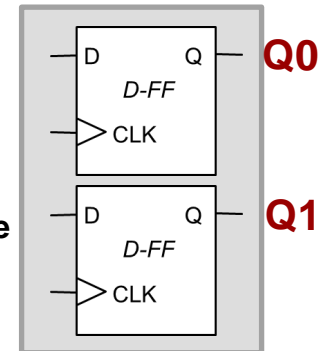 D Q Q0
D-FF
CLK
D Q Q1
e
D-FF
CLK